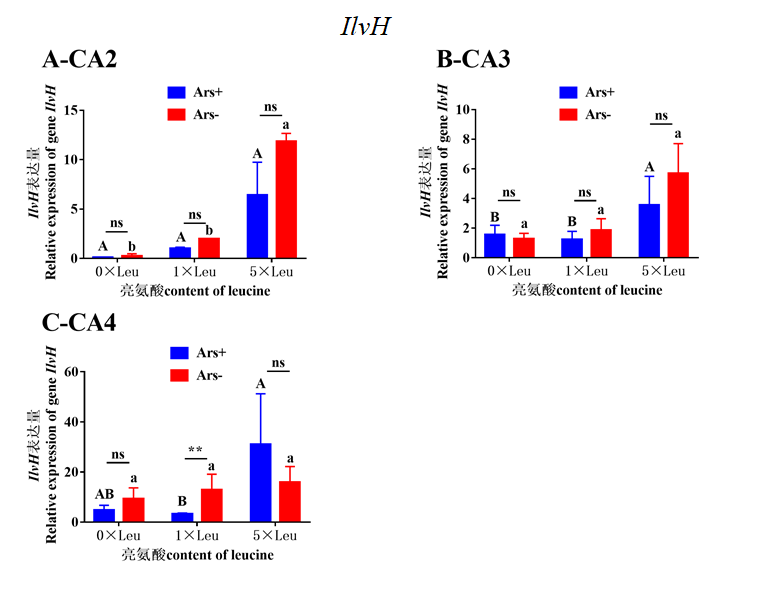 IlvH
A-CA2
Ars+
Ars-
IlvH表达量
Relative expression of gene IlvH
15
10
5
0
A
ns
b
A
ns
b
A
ns
a
0×Leu
1×Leu
5×Leu
亮氨酸content of leucine
B-CA3
Ars+
Ars-
IlvH表达量
Relative expression of gene IlvH
10
8
6
4
2
0
B
ns
a
B
ns
a
A
ns
a
0×Leu
1×Leu
5×Leu
亮氨酸content of leucine
C-CA4
Ars+
Ars-
IlvH表达量
Relative expression of gene IlvH
60
40
20
0
AB
ns
a
B
**
a
A
ns
a
0×Leu
1×Leu
5×Leu
亮氨酸content of leucine